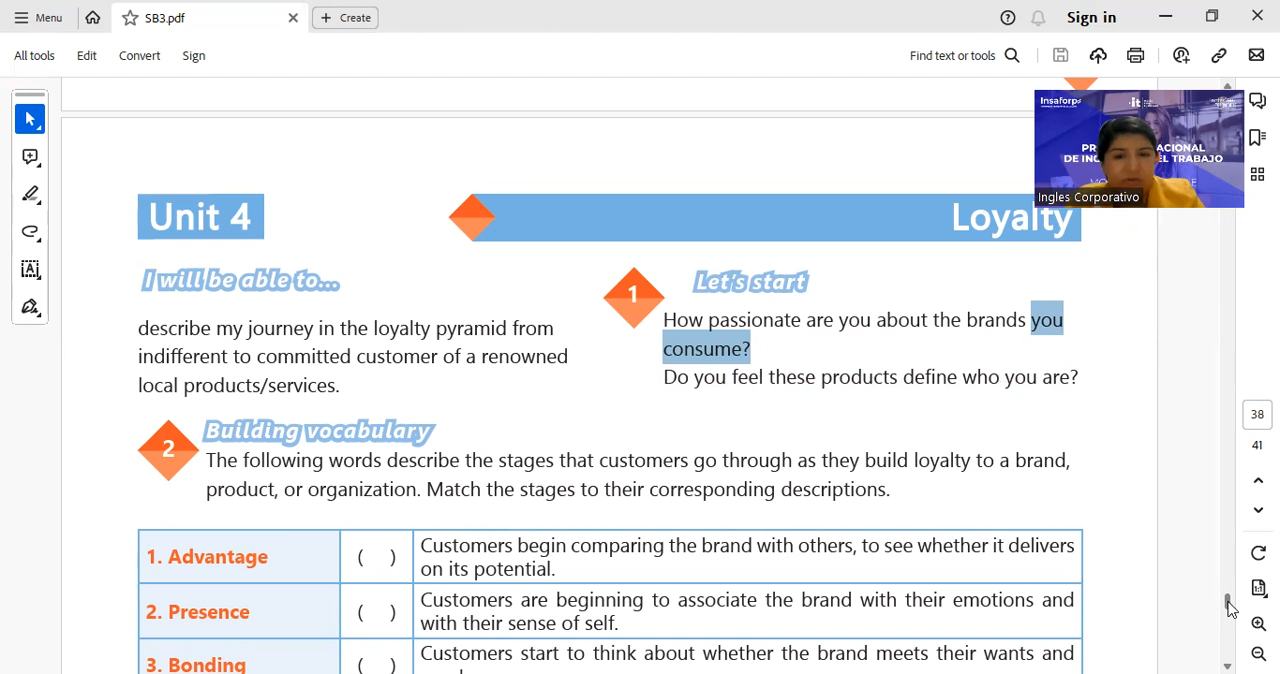 Menu
SB3.pdf
Create
Sign in
All tools
Edit
Convert
Sign
Find text or tools
Insaforp
·it
PR
ACIONAL
DE INC
EL TRABAJO
Ingles Corporativo
Unit 4
Loyalty
I will be able to...
describe my journey in the loyalty pyramid from
indifferent to committed customer of a renowned
local products/services.
1
Let's start
How passionate are you about the brands you
consume?
Do you feel these products define who you are?
2
Building vocabulary
The following words describe the stages that customers go through as they build loyalty to a brand,
product, or organization. Match the stages to their corresponding descriptions.
1. Advantage
( )
Customers begin comparing the brand with others, to see whether it delivers
on its potential.
2. Presence
( )
Customers are beginning to associate the brand with their emotions and
with their sense of self.
3. Bonding
( )
Customers start to think about whether the brand meets their wants and
38
41